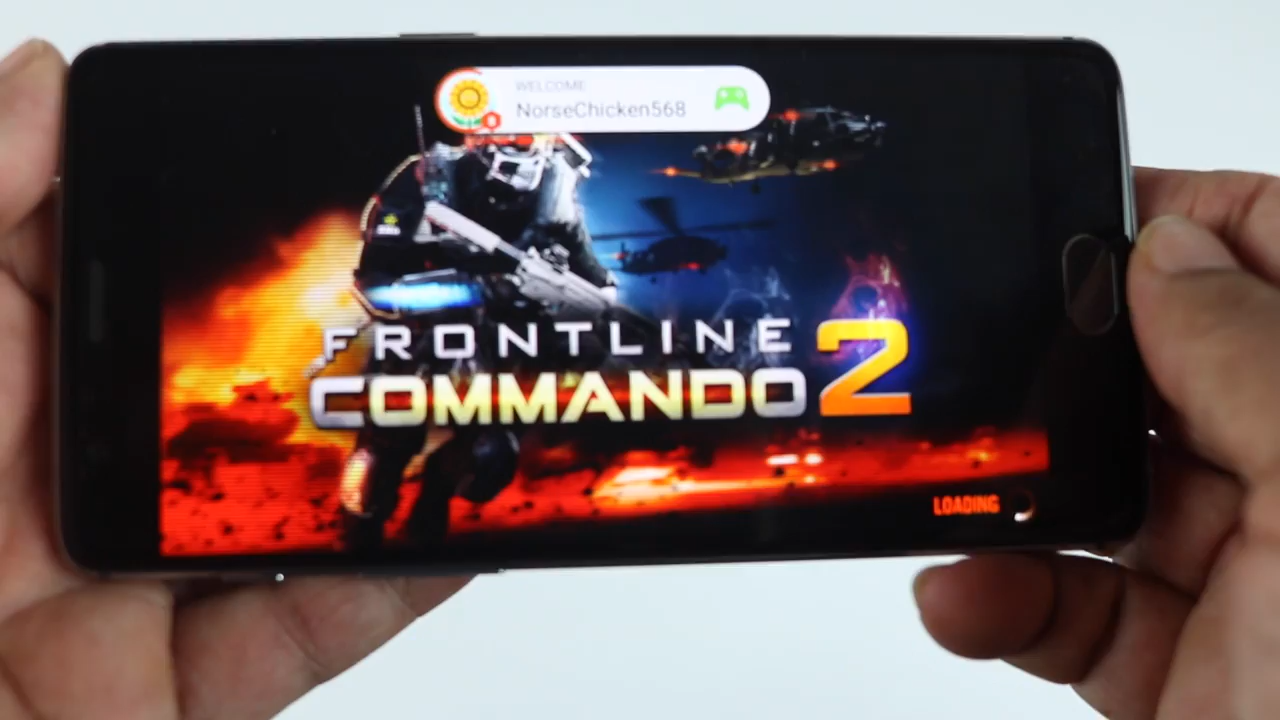 WELCOME
NorseChicken568
FRONTLINE
COMMANDO 2
LOADING